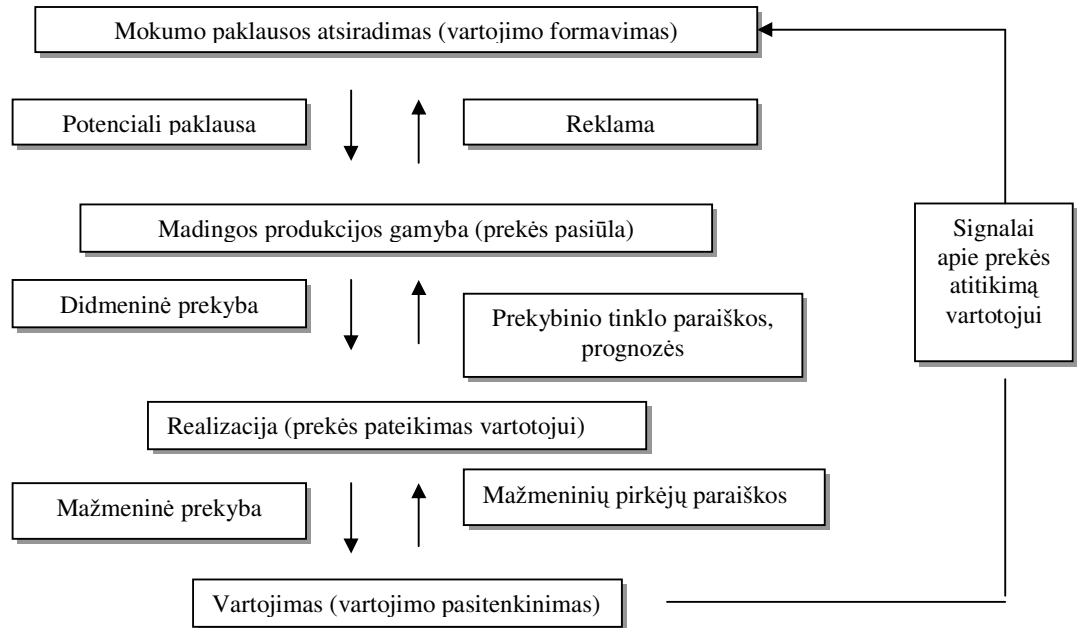 Mokumo paklausos atsiradimas (vartojimo formavimas)
Potenciali paklausa
Reklama
Madingos produkcijos gamyba (prekės pasiūla)
Signalai
apie prekės
atitikimą
vartotojui
Didmeninė prekyba
Prekybinio tinklo paraiškos,
prognozės
Realizacija (prekės pateikimas vartotojui)
Mažmeninė prekyba
Mažmeninių pirkėjų paraiškos
Vartojimas (vartojimo pasitenkinimas)